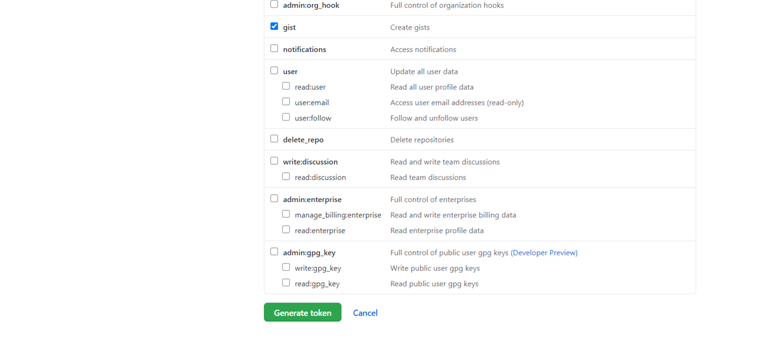 admin:org_hook Full control of organization hooks
gist Create gists
notifications Access notifications
user Update all user data
read:user Read all user profile data
user:email Access user email addresses (read-only)
user:follow Follow and unfollow users
delete_repo Delete repositories
write:discussion Read and write team discussions
read:discussion Read team discussions
admin:enterprise Full control of enterprises
manage_billing:enterprise Read and write enterprise billing data
read:enterprise Read enterprise profile data
admin:gpg_key Full control of public user gpg keys (Developer Preview)
write:gpg_key Write public user gpg keys
read:gpg_key Read public user gpg keys
Generate token Cancel